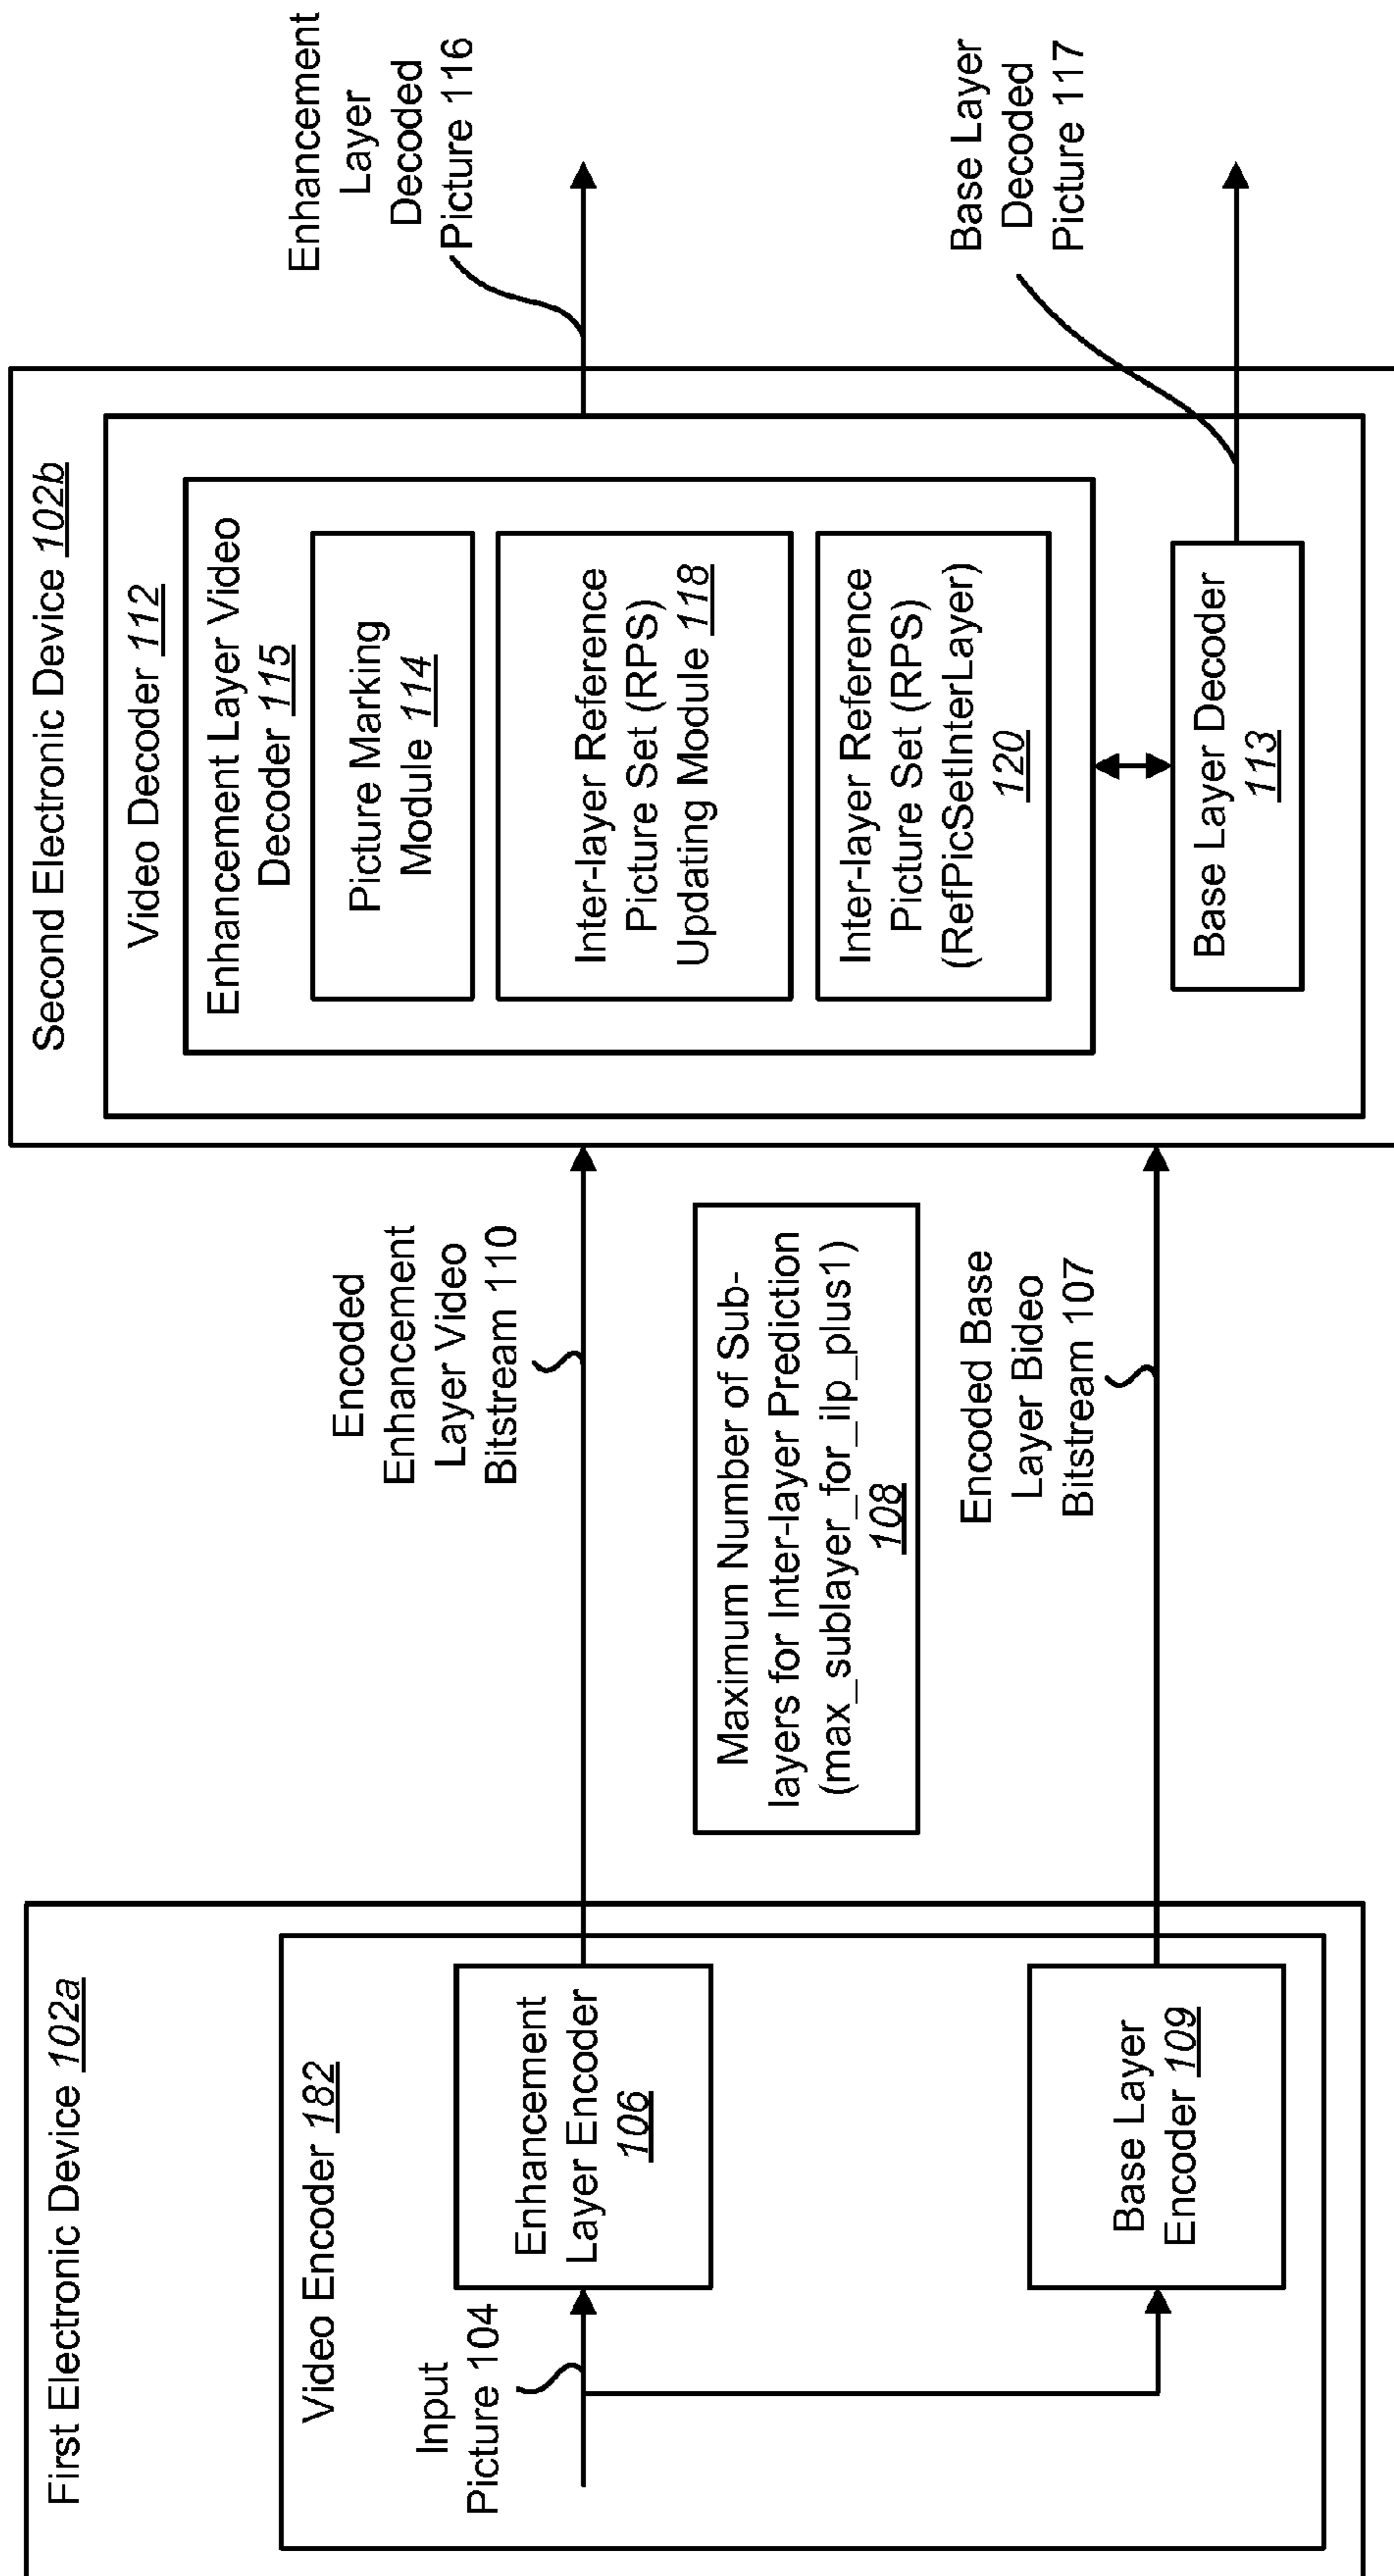 First Electronic Device 102a
Video Encoder 182
Input
Picture 104
Enhancement
Layer Encoder
106
Base Layer
Encoder 109
Encoded
Enhancement
Layer Video
Bitstream 110
Maximum Number of Sub-
layers for Inter-layer Prediction
(max_sublayer_for_ilp_plus1)
108
Encoded Base
Layer Bideo
Bitstream 107
Second Electronic Device 102b
Video Decoder 112
Enhancement Layer Video
Decoder 115
Picture Marking
Module 114
Inter-layer Reference
Picture Set (RPS)
Updating Module 118
Inter-layer Reference
Picture Set (RPS)
(RefPicSetInterLayer)
120
Base Layer Decoder
113
Enhancement
Layer
Decoded
Picture 116
Base Layer
Decoded
Picture 117